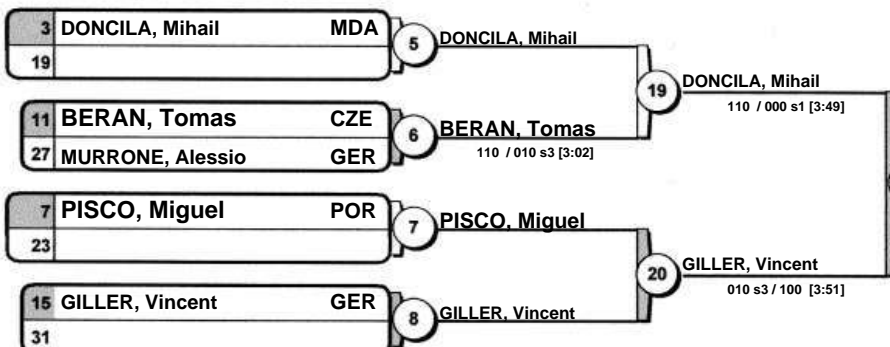 3 DONCILA, Mihail MDA
19
5
DONCILA, Mihail
11 BERAN, Tomas CZE
27 MURRONE, Alessio GER
6
BERAN, Tomas
110 / 010 s3 [3:02]
19
DONCILA, Mihail
110 / 000 s1 [3:49]
7 PISCO, Miguel POR
23
7
PISCO, Miguel
15 GILLER, Vincent GER
31
8
GILLER, Vincent
20
GILLER, Vincent
010 s3 / 100 [3:51]